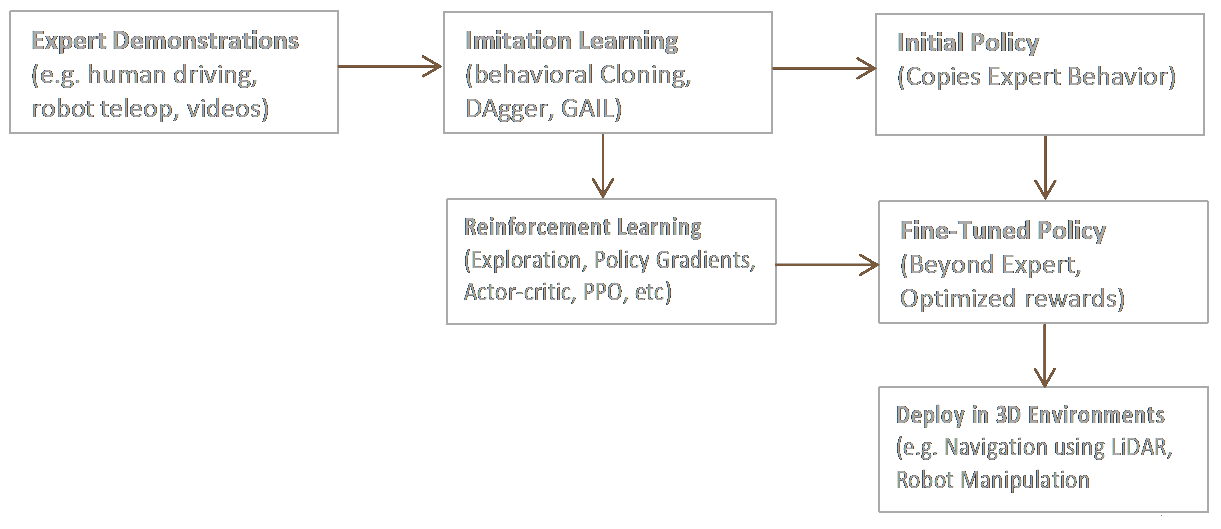 Expert Demonstrations
(e.g. human driving,
robot teleop, videos)
Imitation Learning
(behavioral Cloning,
DAgger, GAIL)
Initial Policy
(Copies Expert Behavior)
Reinforcement Learning
(Exploration, Policy Gradients,
Actor-critic, PPO, etc)
Fine-Tuned Policy
(Beyond Expert,
Optimized rewards)
Deploy in 3D Environments
(e.g. Navigation using LiDAR,
Robot Manipulation